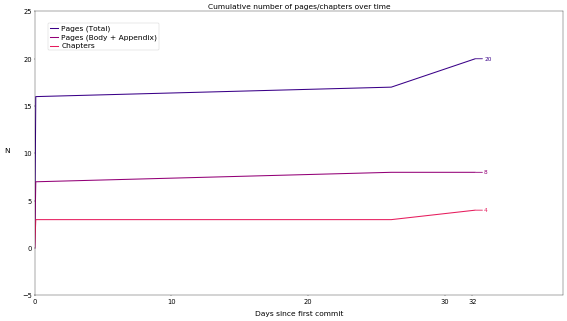 Cumulative number of pages/chapters over time
25
Pages (Total)
Pages (Body + Appendix)
Chapters
20
20
15
N
10
8
5
4
0
-5
0
10
20
30
32
Days since first commit